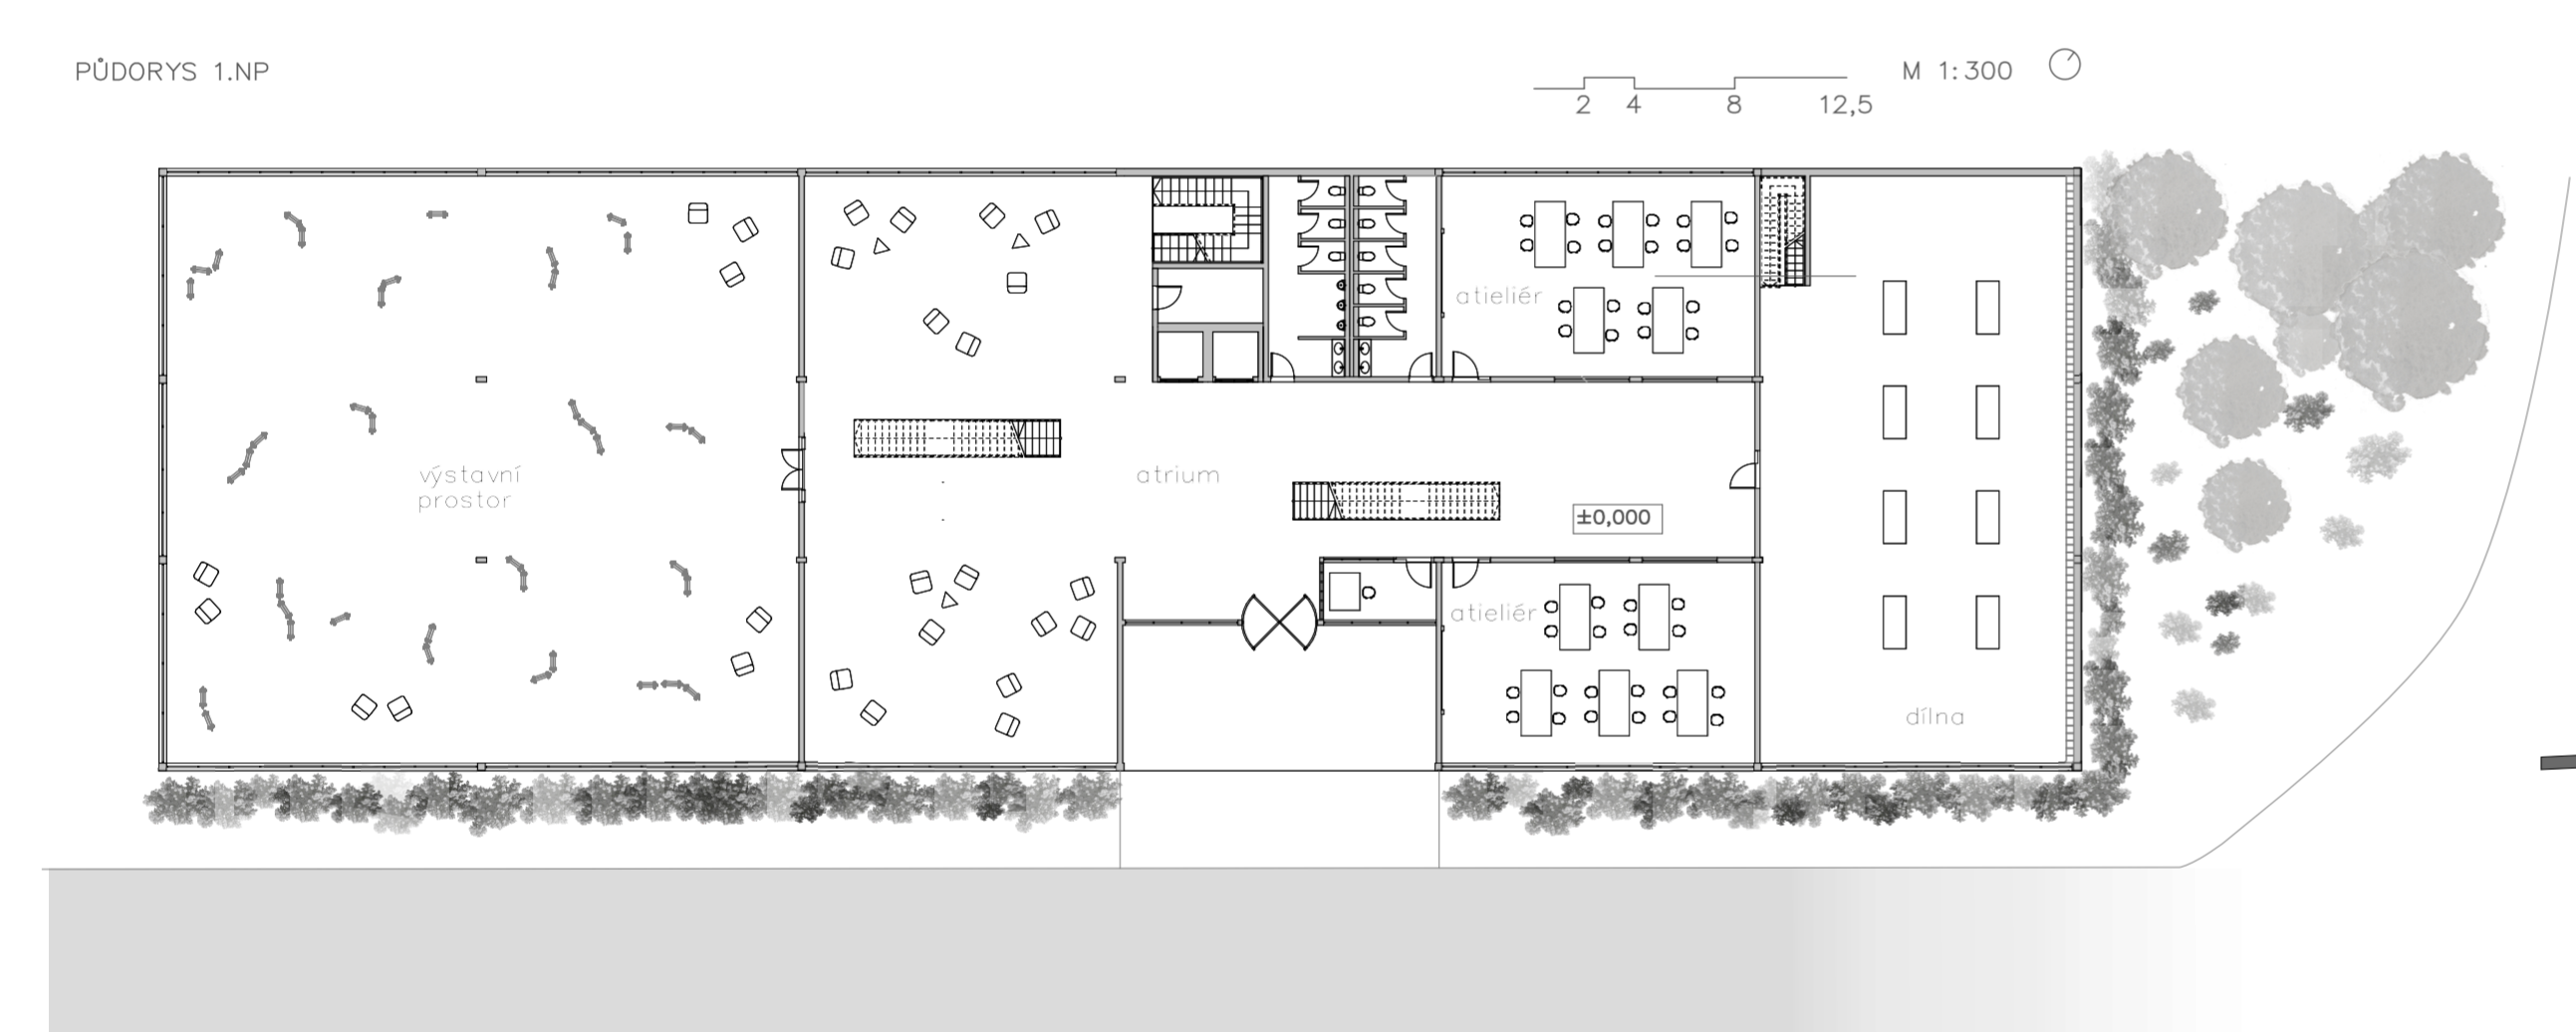 PŮDORYS 1.NP
M 1:300
2 4 8 12,5
atieliér
výstavní
prostor
atrium
±0,000
atieliér
dílna